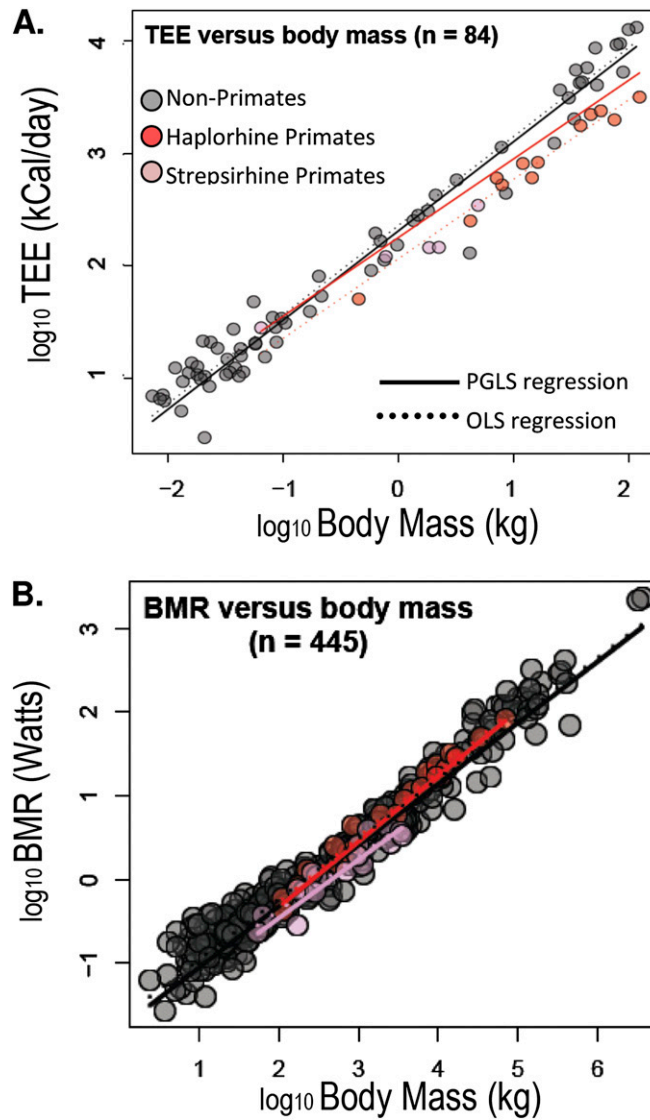 A.
TEE versus body mass (n = 84)
Non-Primates
Haplorhine Primates
Strepsirhine Primates
PGLS regression
OLS regression
log10 TEE (kCal/day)
4
3
2
1
−2 −1 0 1 2
log10 Body Mass (kg)
B.
BMR versus body mass
(n = 445)
log10 BMR (Watts)
3
2
1
0
−1
1 2 3 4 5 6
log10 Body Mass (kg)